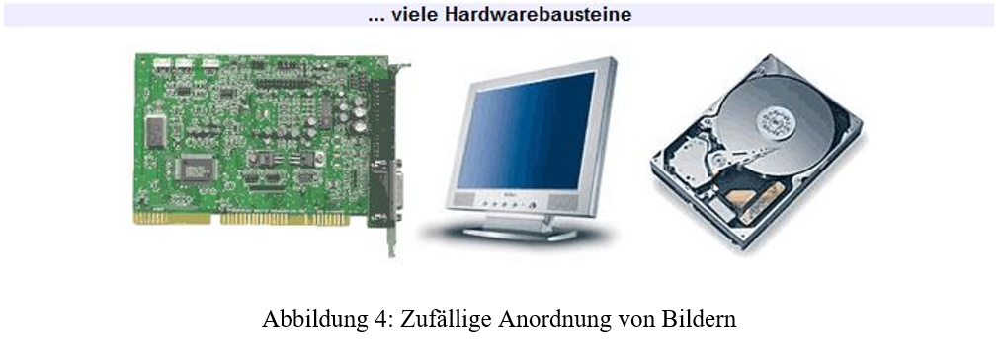 ... viele Hardwarebausteine
Abbildung 4: Zufällige Anordnung von Bildern